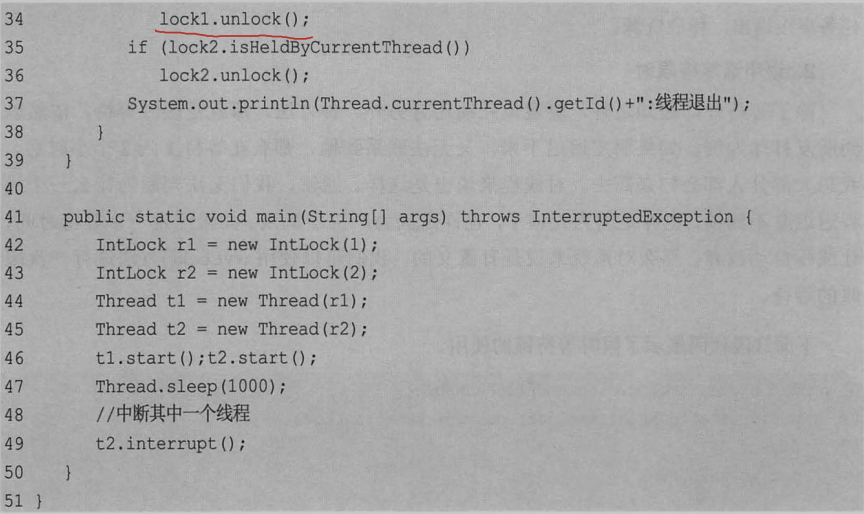 34 lock1.unlock();
35 if (lock2.isHeldByCurrentThread())
36 lock2.unlock();
37 System.out.println(Thread.currentThread().getId()+":线程退出");
38 }
39 }
40
41 public static void main(String[] args) throws InterruptedException {
42 IntLock r1 = new IntLock(1);
43 IntLock r2 = new IntLock(2);
44 Thread t1 = new Thread(r1);
45 Thread t2 = new Thread(r2);
46 t1.start();t2.start();
47 Thread.sleep(1000);
48 //中断其中一个线程
49 t2.interrupt();
50 }
51 }